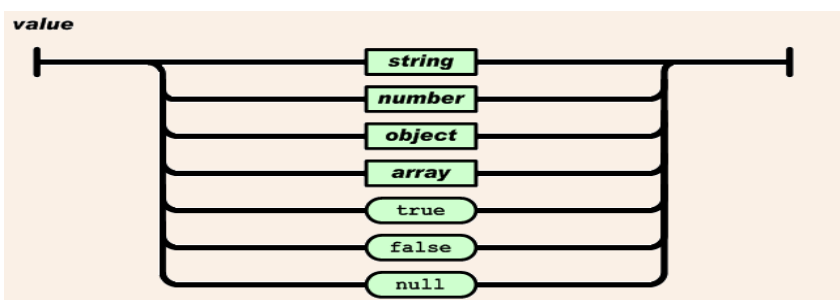 value
string
number
object
array
true
false
null